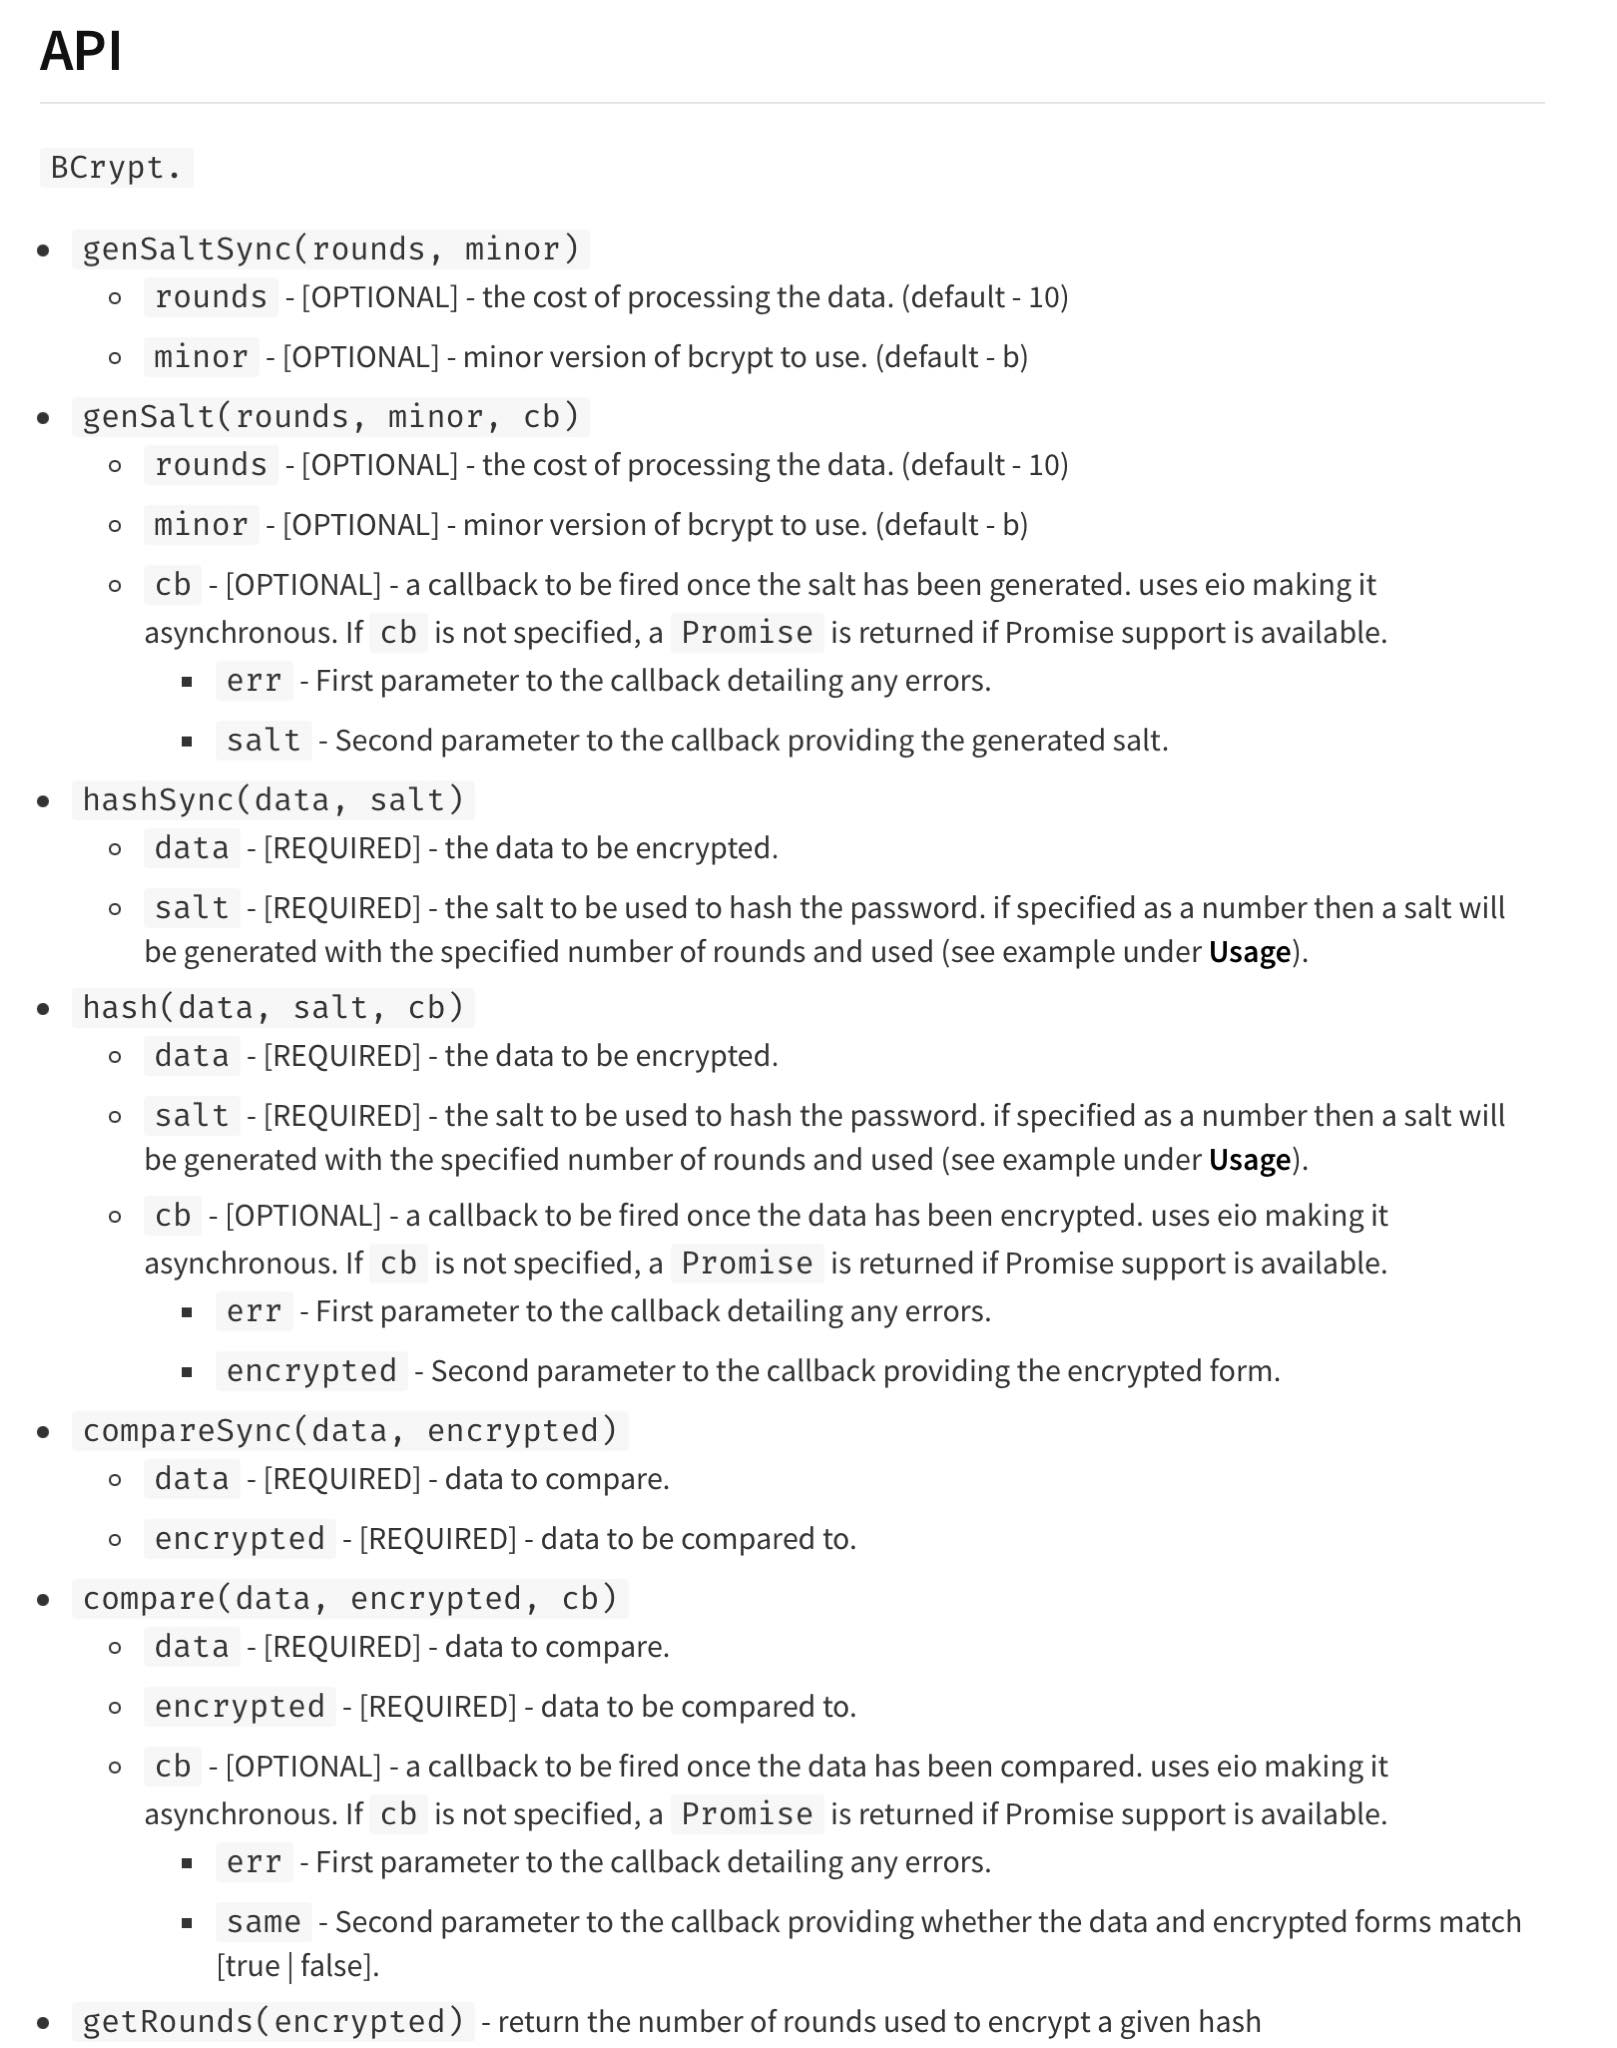 API
BCrypt.
genSaltSync(rounds, minor)
rounds - [OPTIONAL] - the cost of processing the data. (default - 10)
minor - [OPTIONAL] - minor version of bcrypt to use. (default - b)
genSalt(rounds, minor, cb)
rounds - [OPTIONAL] - the cost of processing the data. (default - 10)
minor - [OPTIONAL] - minor version of bcrypt to use. (default - b)
cb - [OPTIONAL] - a callback to be fired once the salt has been generated. uses eio making it
asynchronous. If cb is not specified, a Promise is returned if Promise support is available.
err - First parameter to the callback detailing any errors.
salt - Second parameter to the callback providing the generated salt.
hashSync(data, salt)
data - [REQUIRED] - the data to be encrypted.
salt - [REQUIRED] - the salt to be used to hash the password. if specified as a number then a salt will
be generated with the specified number of rounds and used (see example under Usage).
hash(data, salt, cb)
data - [REQUIRED] - the data to be encrypted.
salt - [REQUIRED] - the salt to be used to hash the password. if specified as a number then a salt will
be generated with the specified number of rounds and used (see example under Usage).
cb - [OPTIONAL] - a callback to be fired once the data has been encrypted. uses eio making it
asynchronous. If cb is not specified, a Promise is returned if Promise support is available.
err - First parameter to the callback detailing any errors.
encrypted - Second parameter to the callback providing the encrypted form.
compareSync(data, encrypted)
data - [REQUIRED] - data to compare.
encrypted - [REQUIRED] - data to be compared to.
compare(data, encrypted, cb)
data - [REQUIRED] - data to compare.
encrypted - [REQUIRED] - data to be compared to.
cb - [OPTIONAL] - a callback to be fired once the data has been compared. uses eio making it
asynchronous. If cb is not specified, a Promise is returned if Promise support is available.
err - First parameter to the callback detailing any errors.
same - Second parameter to the callback providing whether the data and encrypted forms match
[true | false].
getRounds(encrypted) - return the number of rounds used to encrypt a given hash